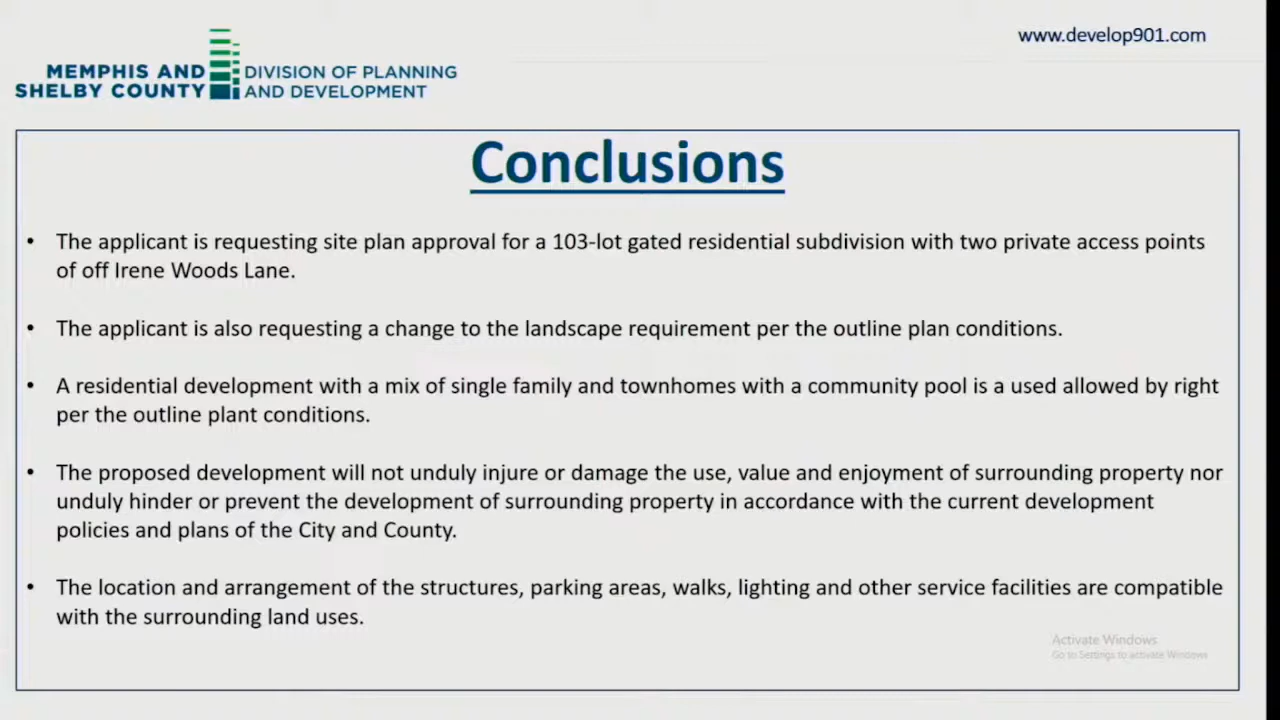 www.develop901.com
MEMPHIS AND DIVISION OF PLANNING
SHELBY COUNTY AND DEVELOPMENT
Conclusions
• The applicant is requesting site plan approval for a 103-lot gated residential subdivision with two private access points
of off Irene Woods Lane.
• The applicant is also requesting a change to the landscape requirement per the outline plan conditions.
• A residential development with a mix of single family and townhomes with a community pool is a used allowed by right
per the outline plant conditions.
• The proposed development will not unduly injure or damage the use, value and enjoyment of surrounding property nor
unduly hinder or prevent the development of surrounding property in accordance with the current development
policies and plans of the City and County.
• The location and arrangement of the structures, parking areas, walks, lighting and other service facilities are compatible
with the surrounding land uses.
Activate Windows
Go to Settings to activate Windows